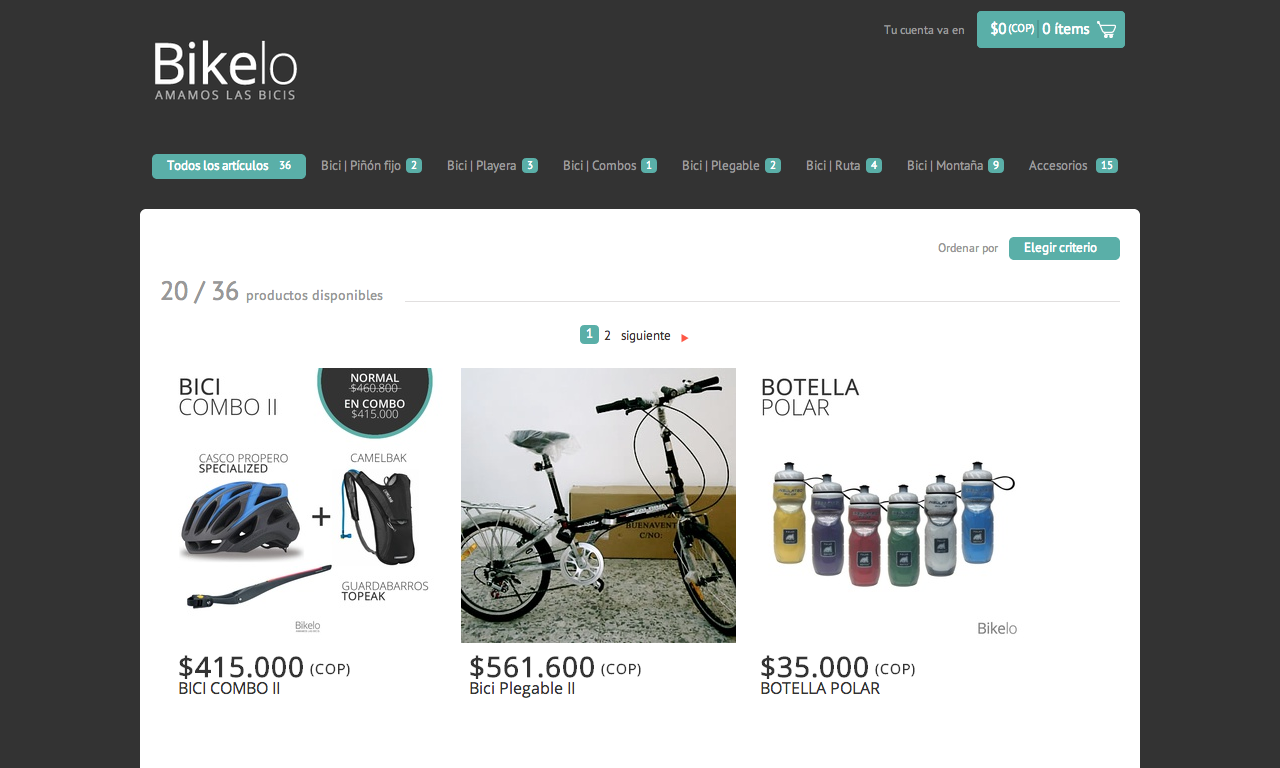 Tu cuenta va en $0 (COP) 0 ítems
Bikelo
AMAMOS LAS BICIS
Todos los artículos 36 Bici | Piñón fijo 2 Bici | Playera 3 Bici | Combos 1 Bici | Plegable 2 Bici | Ruta 4 Bici | Montaña 9 Accesorios 15
Ordenar por Elegir criterio
20 / 36 productos disponibles
1 2 siguiente
BICI
COMBO II
NORMAL
$460.800
EN COMBO
$415.000
CASCO PROPERO
SPECIALIZED
+
CAMELBAK
GUARDABARROS
TOPEAK
Bikelo
AMAMOS LAS BICIS
BUENAVENT
C/NO:
BOTELLA
POLAR
Bikelo
$415.000 (COP)
BICI COMBO II
$561.600 (COP)
Bici Plegable II
$35.000 (COP)
BOTELLA POLAR